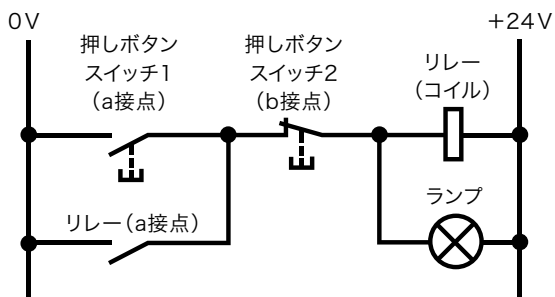 0V
+24V
押しボタン
スイッチ1
(a接点)
押しボタン
スイッチ2
(b接点)
リレー
(コイル)
リレー(a接点)
ランプ